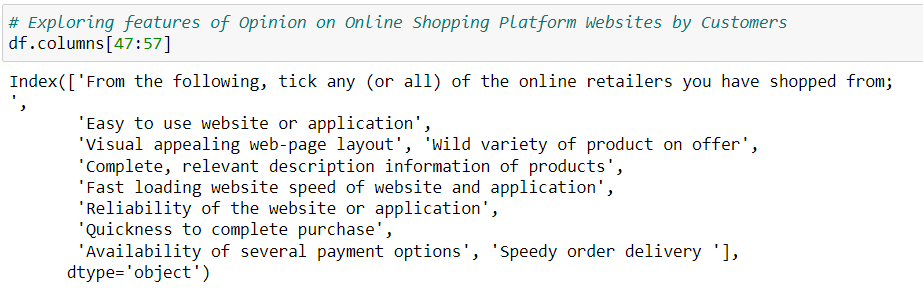 # Exploring features of Opinion on Online Shopping Platform Websites by Customers
df.columns[47:57]
Index(['From the following, tick any (or all) of the online retailers you have shopped from;
',
'Easy to use website or application',
'Visual appealing web-page layout', 'Wild variety of product on offer',
'Complete, relevant description information of products',
'Fast loading website speed of website and application',
'Reliability of the website or application',
'Quickness to complete purchase',
'Availability of several payment options', 'Speedy order delivery '],
dtype='object')